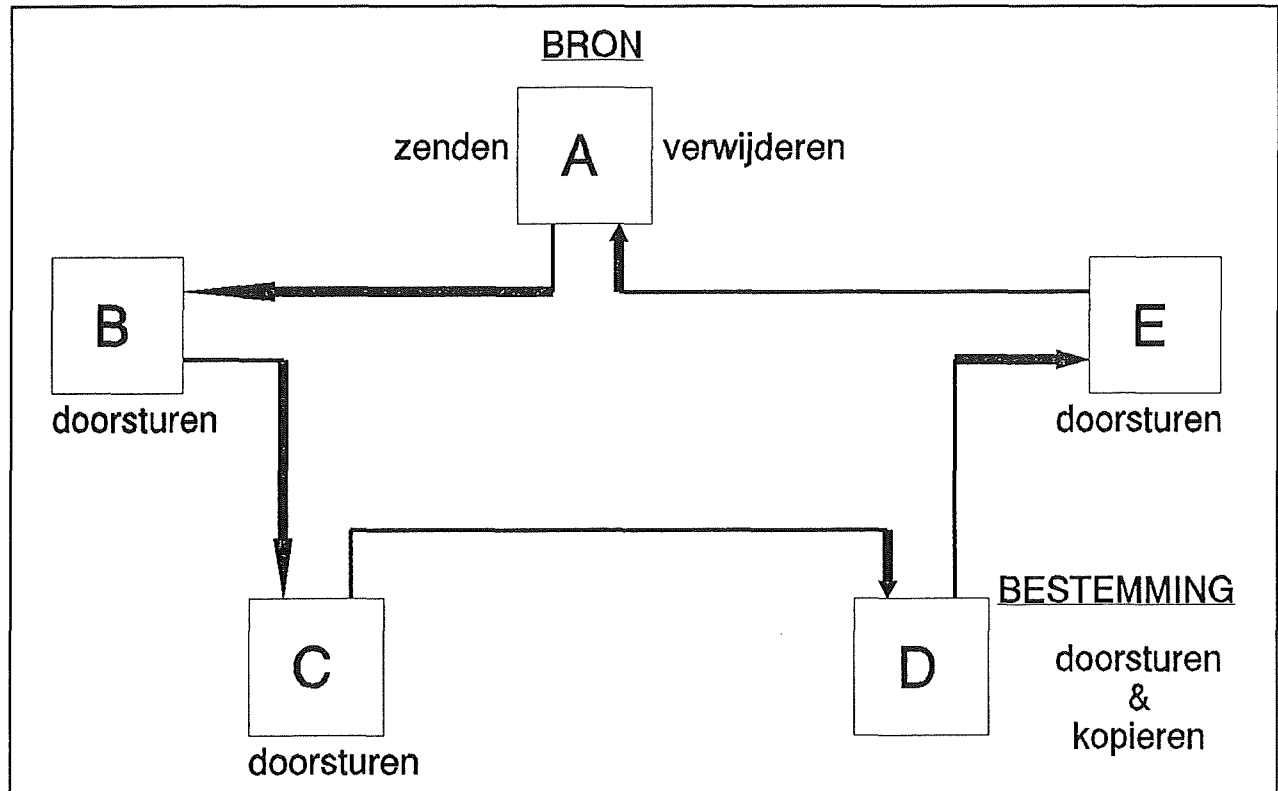 BRON
zenden
A
verwijderen
B
doorsturen
E
doorsturen
C
doorsturen
D
BESTEMMING
doorsturen
&
kopieren